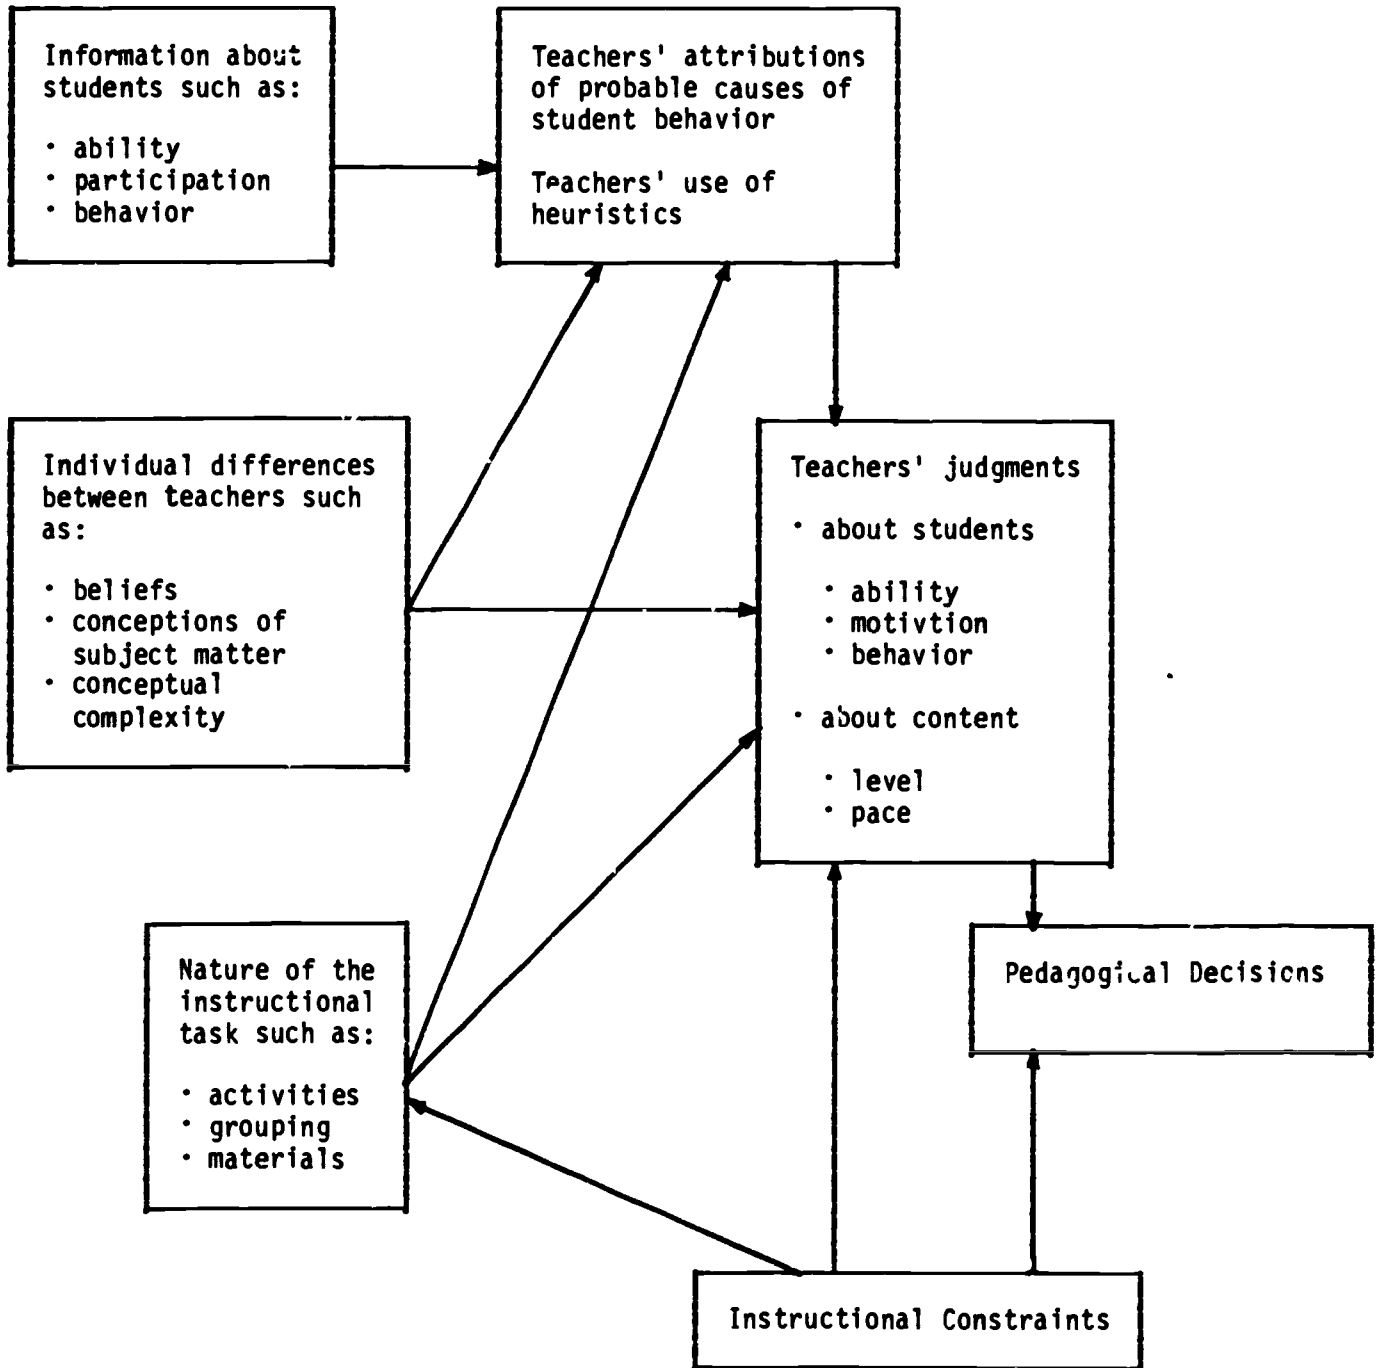 Information about
students such as:
· ability
· participation
· behavior
Teachers' attributions
of probable causes of
student behavior
Teachers' use of
heuristics
Individual differences
between teachers such
as:
· beliefs
· conceptions of
subject matter
· conceptual
complexity
Teachers' judgments
· about students
· ability
· motivtion
· behavior
· about content
· level
· pace
Nature of the
instructional
task such as:
· activities
· grouping
· materials
Pedagogical Decisions
Instructional Constraints